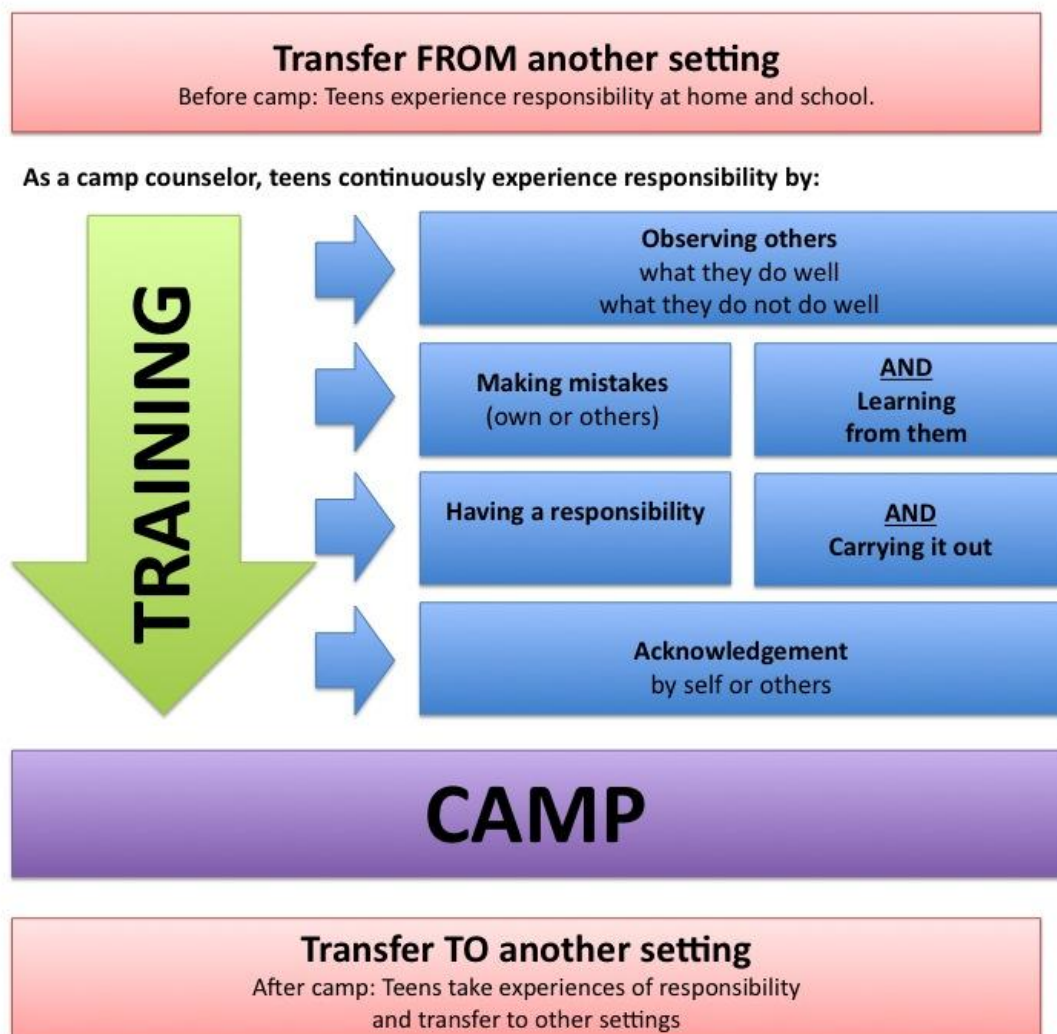 Transfer FROM another setting
Before camp: Teens experience responsibility at home and school.
As a camp counselor, teens continuously experience responsibility by:
TRAINING
Observing others
what they do well
what they do not do well
Making mistakes
(own or others)
AND
Learning
from them
Having a responsibility
AND
Carrying it out
Acknowledgement
by self or others
CAMP
Transfer TO another setting
After camp: Teens take experiences of responsibility
and transfer to other settings